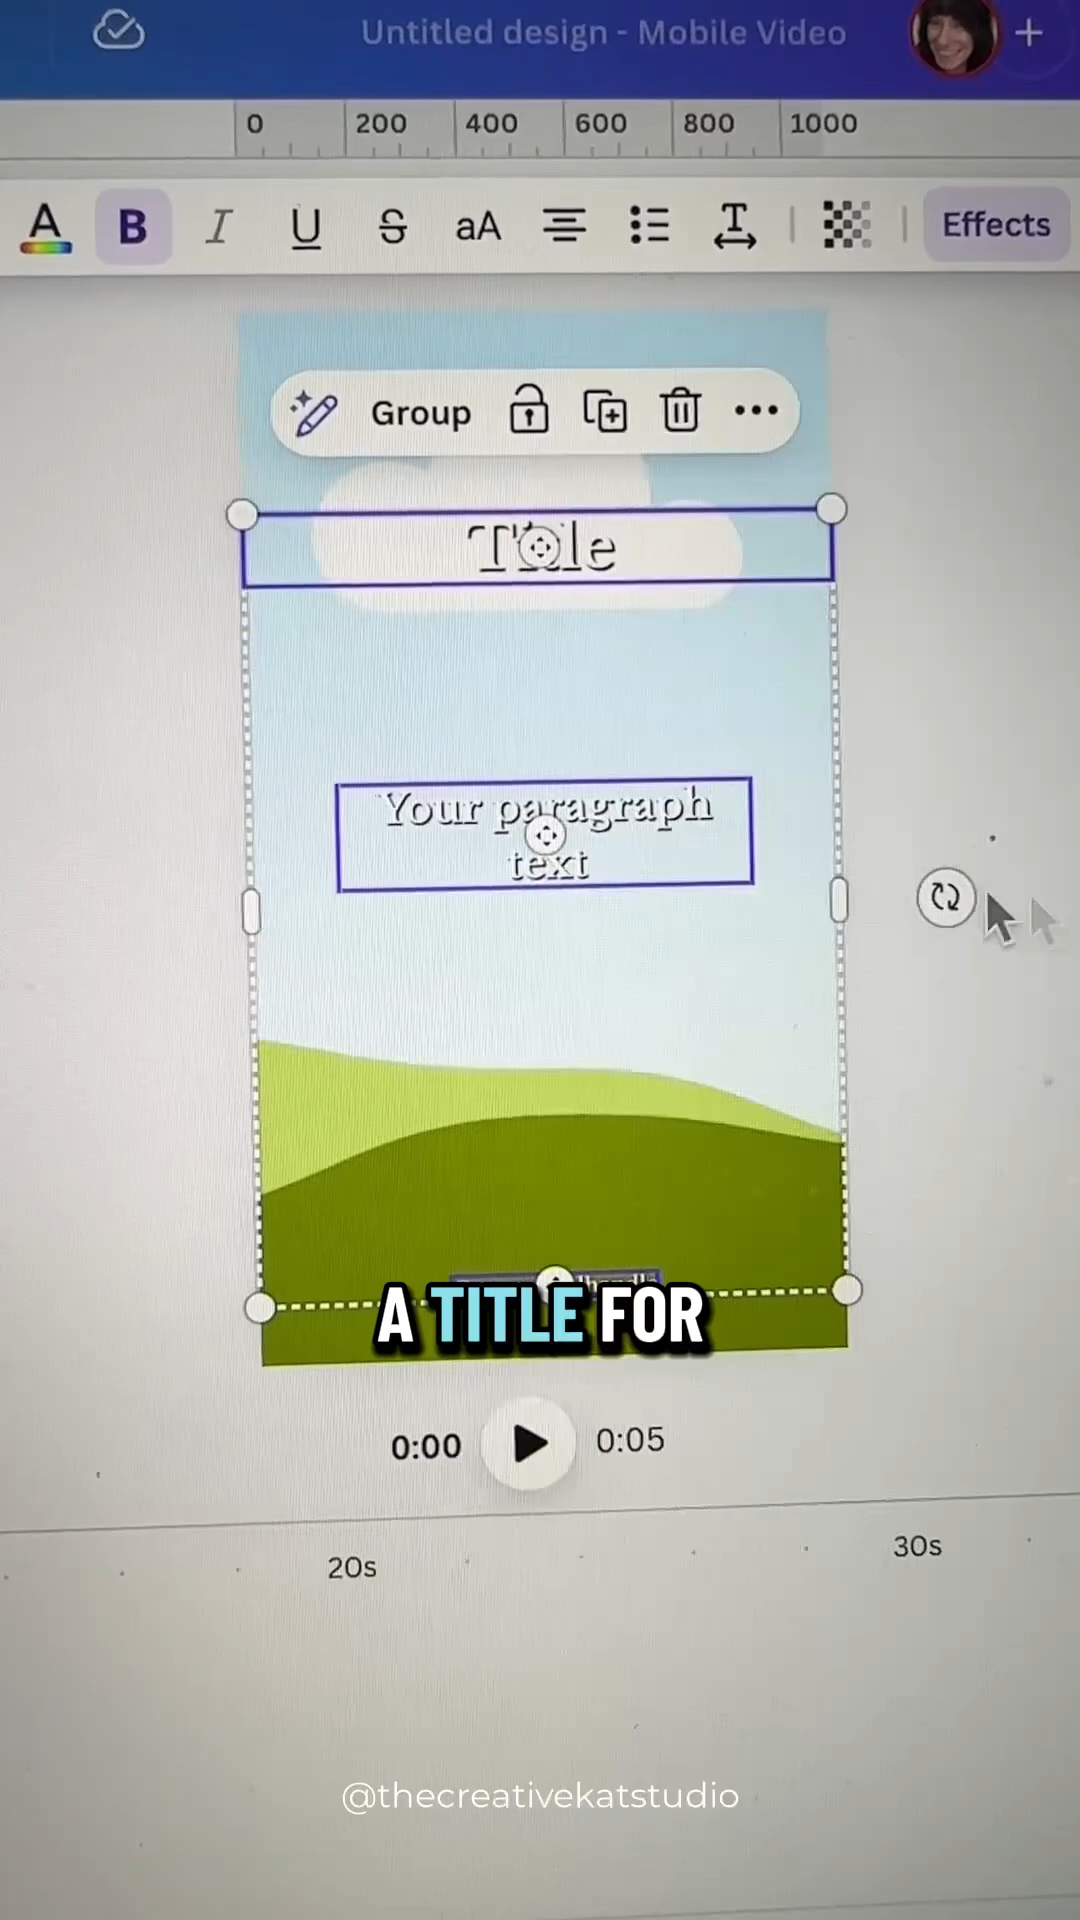 Untitled design - Mobile Video
0 200 400 600 800 1000
A B I U S aA T Effects
Group
Title
Your paragraph
text
A TITLE FOR
0:00 0:05
20s 30s
@thecreativekatstudio